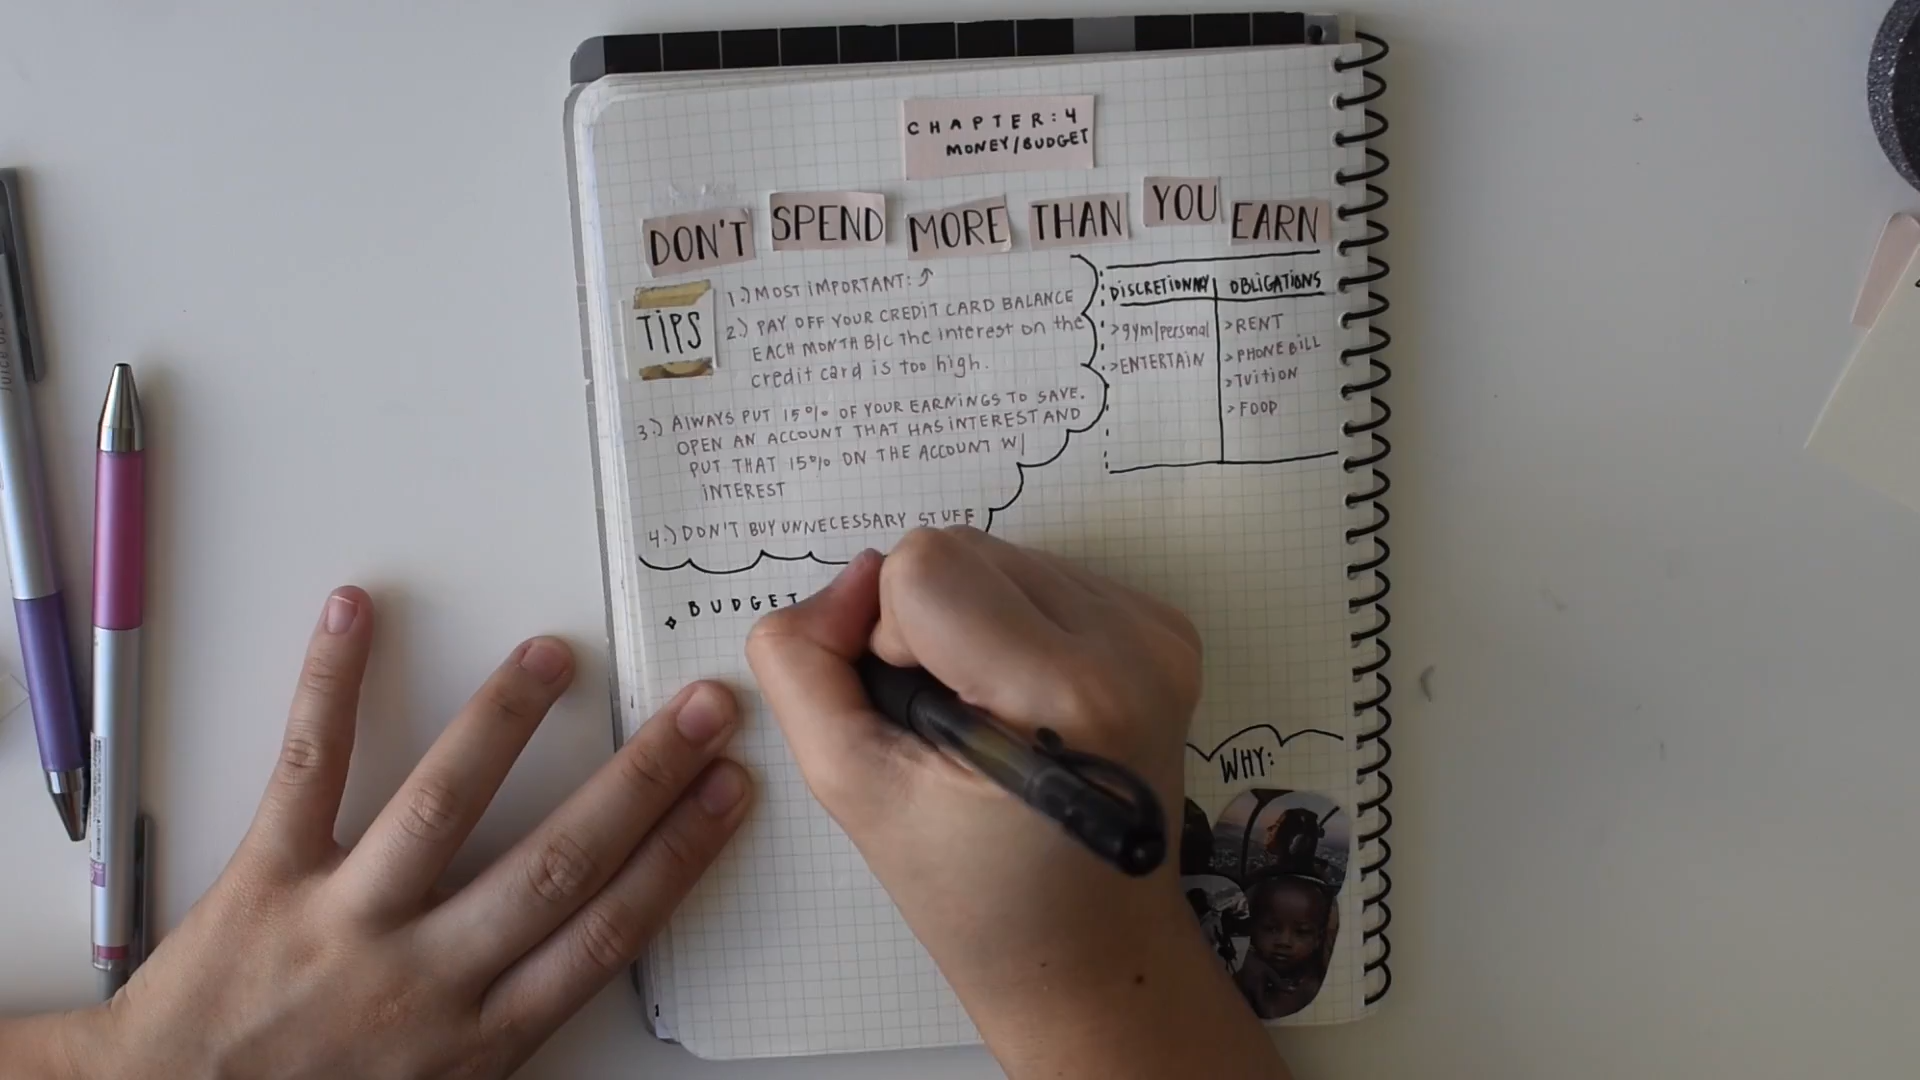 CHAPTER: 4
MONEY/BUDGET
DON'T SPEND MORE THAN YOU EARN
TiPS
1.) MOST iMPORTANT:
2.) PAY OFF YOUR CREDiT CARD BALANCE
EACH MONTH B/C The interest on the
credit card is too high.
3.) AlWAYS PUT 15% OF YOUR EARNiNGS TO SAVE.
OPEN AN ACCOUNT THAT HAS iNTEREST AND
PUT THAT 15% ON THE ACCOUNT W/
iNTEREST
4.) DON'T BUY UNNECESSARY STUFF
DiSCRETIONARY
>gym/personal
>ENTERTAiN
OBLiGATiONS
>RENT
>PHONE BiLL
>TUiTiON
>FOOD
BUDGET
WHY: